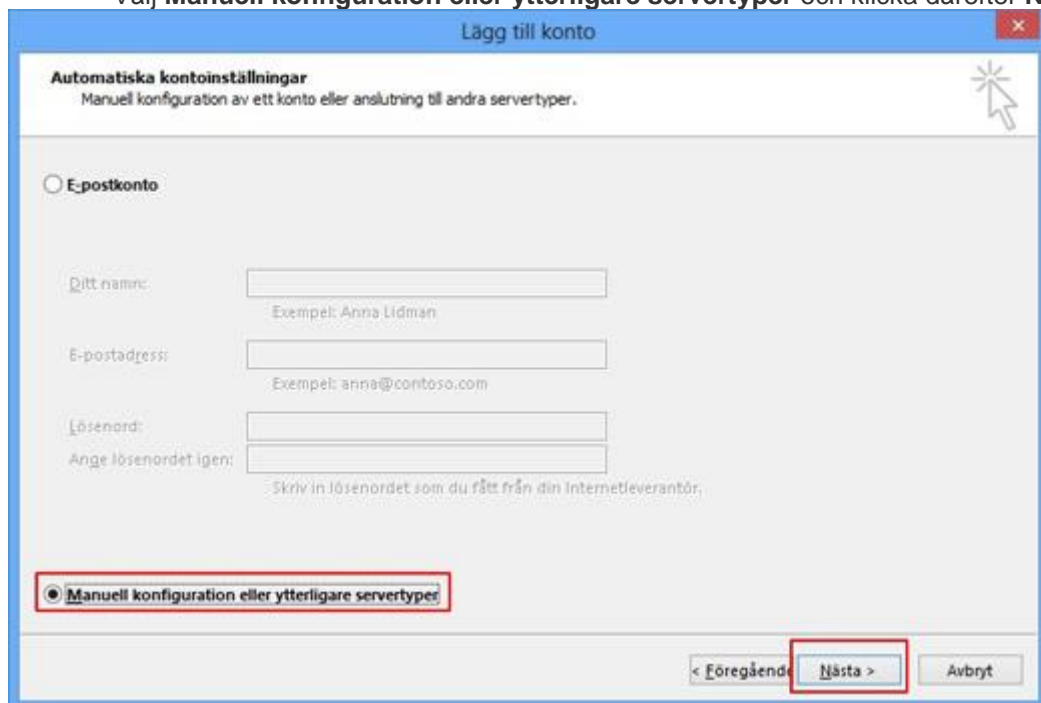 Välj Manuell konfiguration eller ytterligare servertyper och klicka därefter
Lägg till konto
Automatiska kontoinställningar
Manuell konfiguration av ett konto eller anslutning till andra servertyper.
E-postkonto
Ditt namn:
Exempel: Anna Lidman
E-postadress:
Exempel: anna@contoso.com
Lösenord:
Ange lösenordet igen:
Skriv in lösenordet som du fått från din Internetleverantör.
Manuell konfiguration eller ytterligare servertyper
< Föregående Nästa > Avbryt